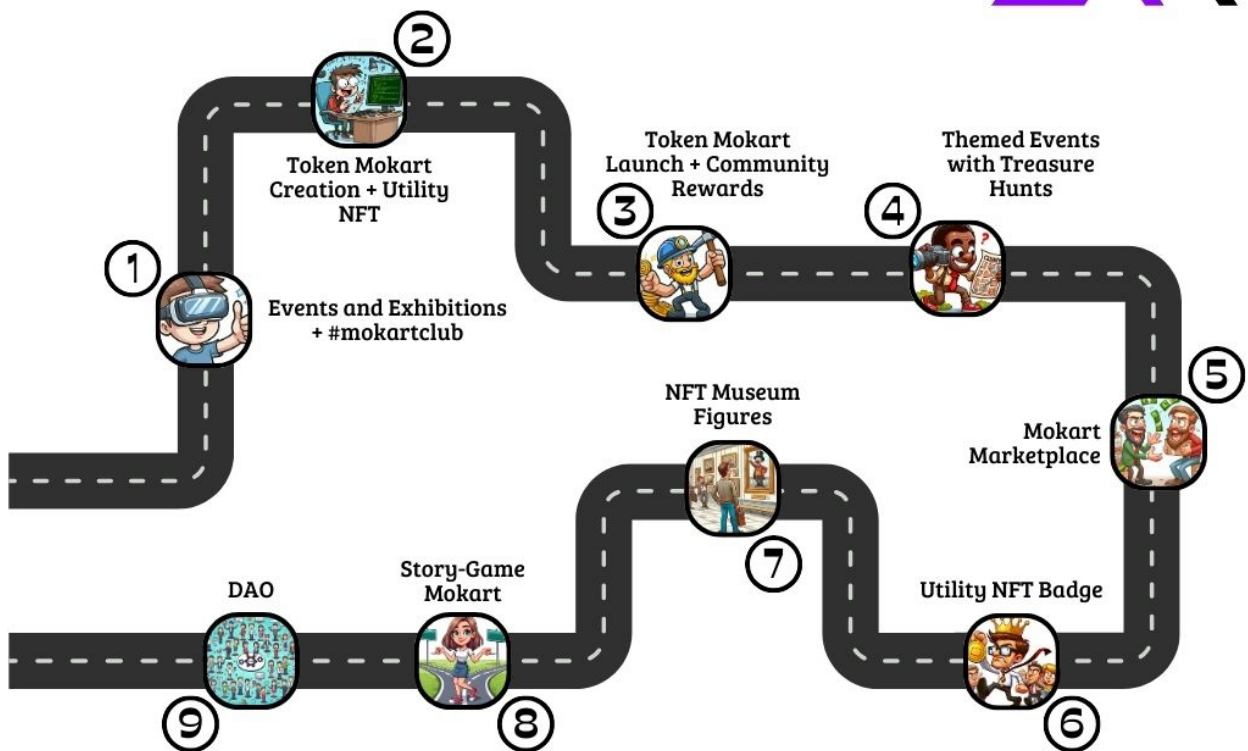 1
Events and Exhibitions
+ #mokartclub
2
Token Mokart
Creation + Utility
NFT
3
Token Mokart
Launch + Community
Rewards
4
Themed Events
with Treasure
Hunts
?
5
Mokart
Marketplace
6
Utility NFT Badge
7
NFT Museum
Figures
8
Story-Game
Mokart
9
DAO